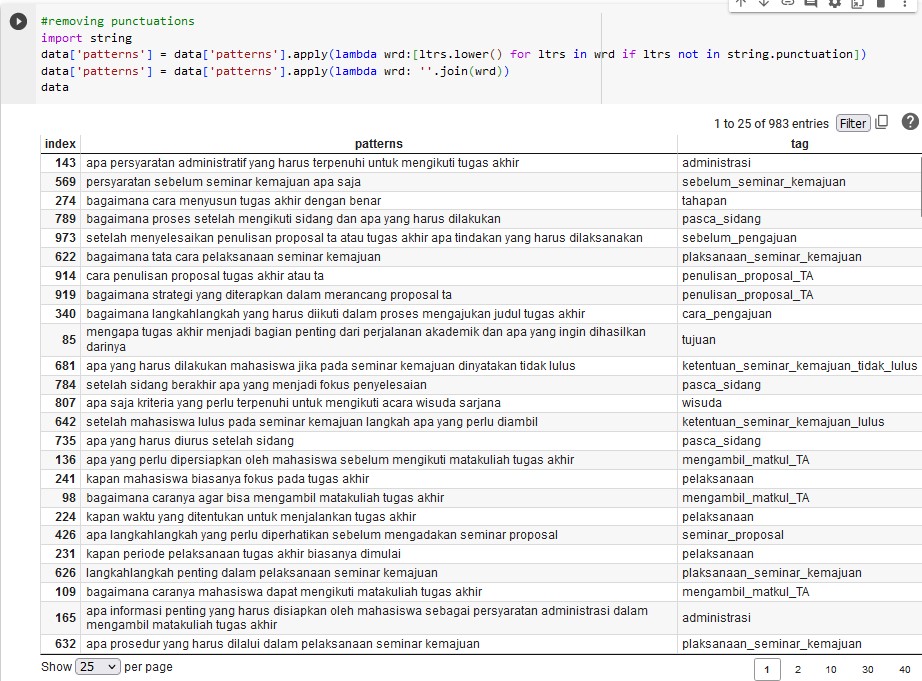 #removing punctuations
import string
data['patterns'] = data['patterns'].apply(lambda wrd:[ltrs.lower() for ltrs in wrd if ltrs not in string.punctuation])
data['patterns'] = data['patterns'].apply(lambda wrd: ''.join(wrd))
data
1 to 25 of 983 entries Filter ?
index patterns tag
143 apa persyaratan administratif yang harus terpenuhi untuk mengikuti tugas akhir administrasi
569 persyaratan sebelum seminar kemajuan apa saja sebelum_seminar_kemajuan
274 bagaimana cara menyusun tugas akhir dengan benar tahapan
789 bagaimana proses setelah mengikuti sidang dan apa yang harus dilakukan pasca_sidang
973 setelah menyelesaikan penulisan proposal ta atau tugas akhir apa tindakan yang harus dilaksanakan sebelum_pengajuan
622 bagaimana tata cara pelaksanaan seminar kemajuan plaksanaan_seminar_kemajuan
914 cara penulisan proposal tugas akhir atau ta penulisan_proposal_TA
919 bagaimana strategi yang diterapkan dalam merancang proposal ta penulisan_proposal_TA
340 bagaimana langkahlangkah yang harus diikuti dalam proses mengajukan judul tugas akhir cara_pengajuan
mengapa tugas akhir menjadi bagian penting dari perjalanan akademik dan apa yang ingin dihasilkan
85 darinya tujuan
681 apa yang harus dilakukan mahasiswa jika pada seminar kemajuan dinyatakan tidak lulus ketentuan_seminar_kemajuan_tidak_lulus
784 setelah sidang berakhir apa yang menjadi fokus penyelesaian pasca_sidang
807 apa saja kriteria yang perlu terpenuhi untuk mengikuti acara wisuda sarjana wisuda
642 setelah mahasiswa lulus pada seminar kemajuan langkah apa yang perlu diambil ketentuan_seminar_kemajuan_lulus
735 apa yang harus diurus setelah sidang pasca_sidang
136 apa yang perlu dipersiapkan oleh mahasiswa sebelum mengikuti matakuliah tugas akhir mengambil_matkul_TA
241 kapan mahasiswa biasanya fokus pada tugas akhir pelaksanaan
98 bagaimana caranya agar bisa mengambil matakuliah tugas akhir mengambil_matkul_TA
224 kapan waktu yang ditentukan untuk menjalankan tugas akhir pelaksanaan
426 apa langkahlangkah yang perlu diperhatikan sebelum mengadakan seminar proposal seminar_proposal
231 kapan periode pelaksanaan tugas akhir biasanya dimulai pelaksanaan
626 langkahlangkah penting dalam pelaksanaan seminar kemajuan plaksanaan_seminar_kemajuan
109 bagaimana caranya mahasiswa dapat mengikuti matakuliah tugas akhir mengambil_matkul_TA
apa informasi penting yang harus disiapkan oleh mahasiswa sebagai persyaratan administrasi dalam
165 mengambil matakuliah tugas akhir administrasi
632 apa prosedur yang harus dilalui dalam pelaksanaan seminar kemajuan plaksanaan_seminar_kemajuan
Show 25 per page 1 2 10 30 40